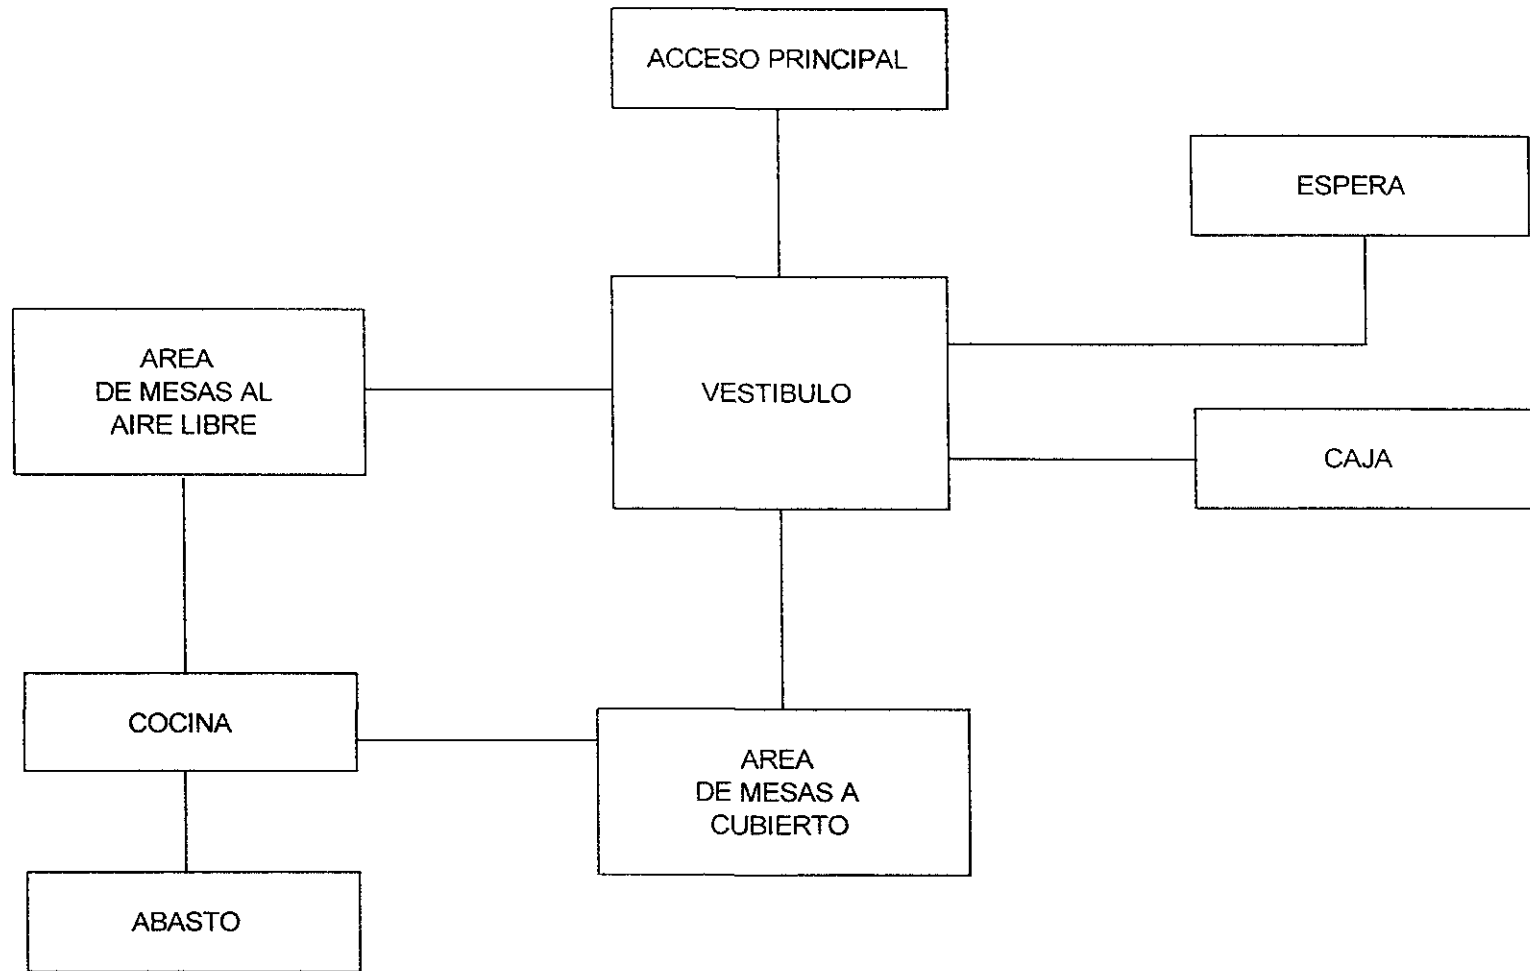 ACCESO PRINCIPAL
ESPERA
AREA
DE MESAS AL
AIRE LIBRE
VESTIBULO
CAJA
COCINA
AREA
DE MESAS A
CUBIERTO
ABASTO